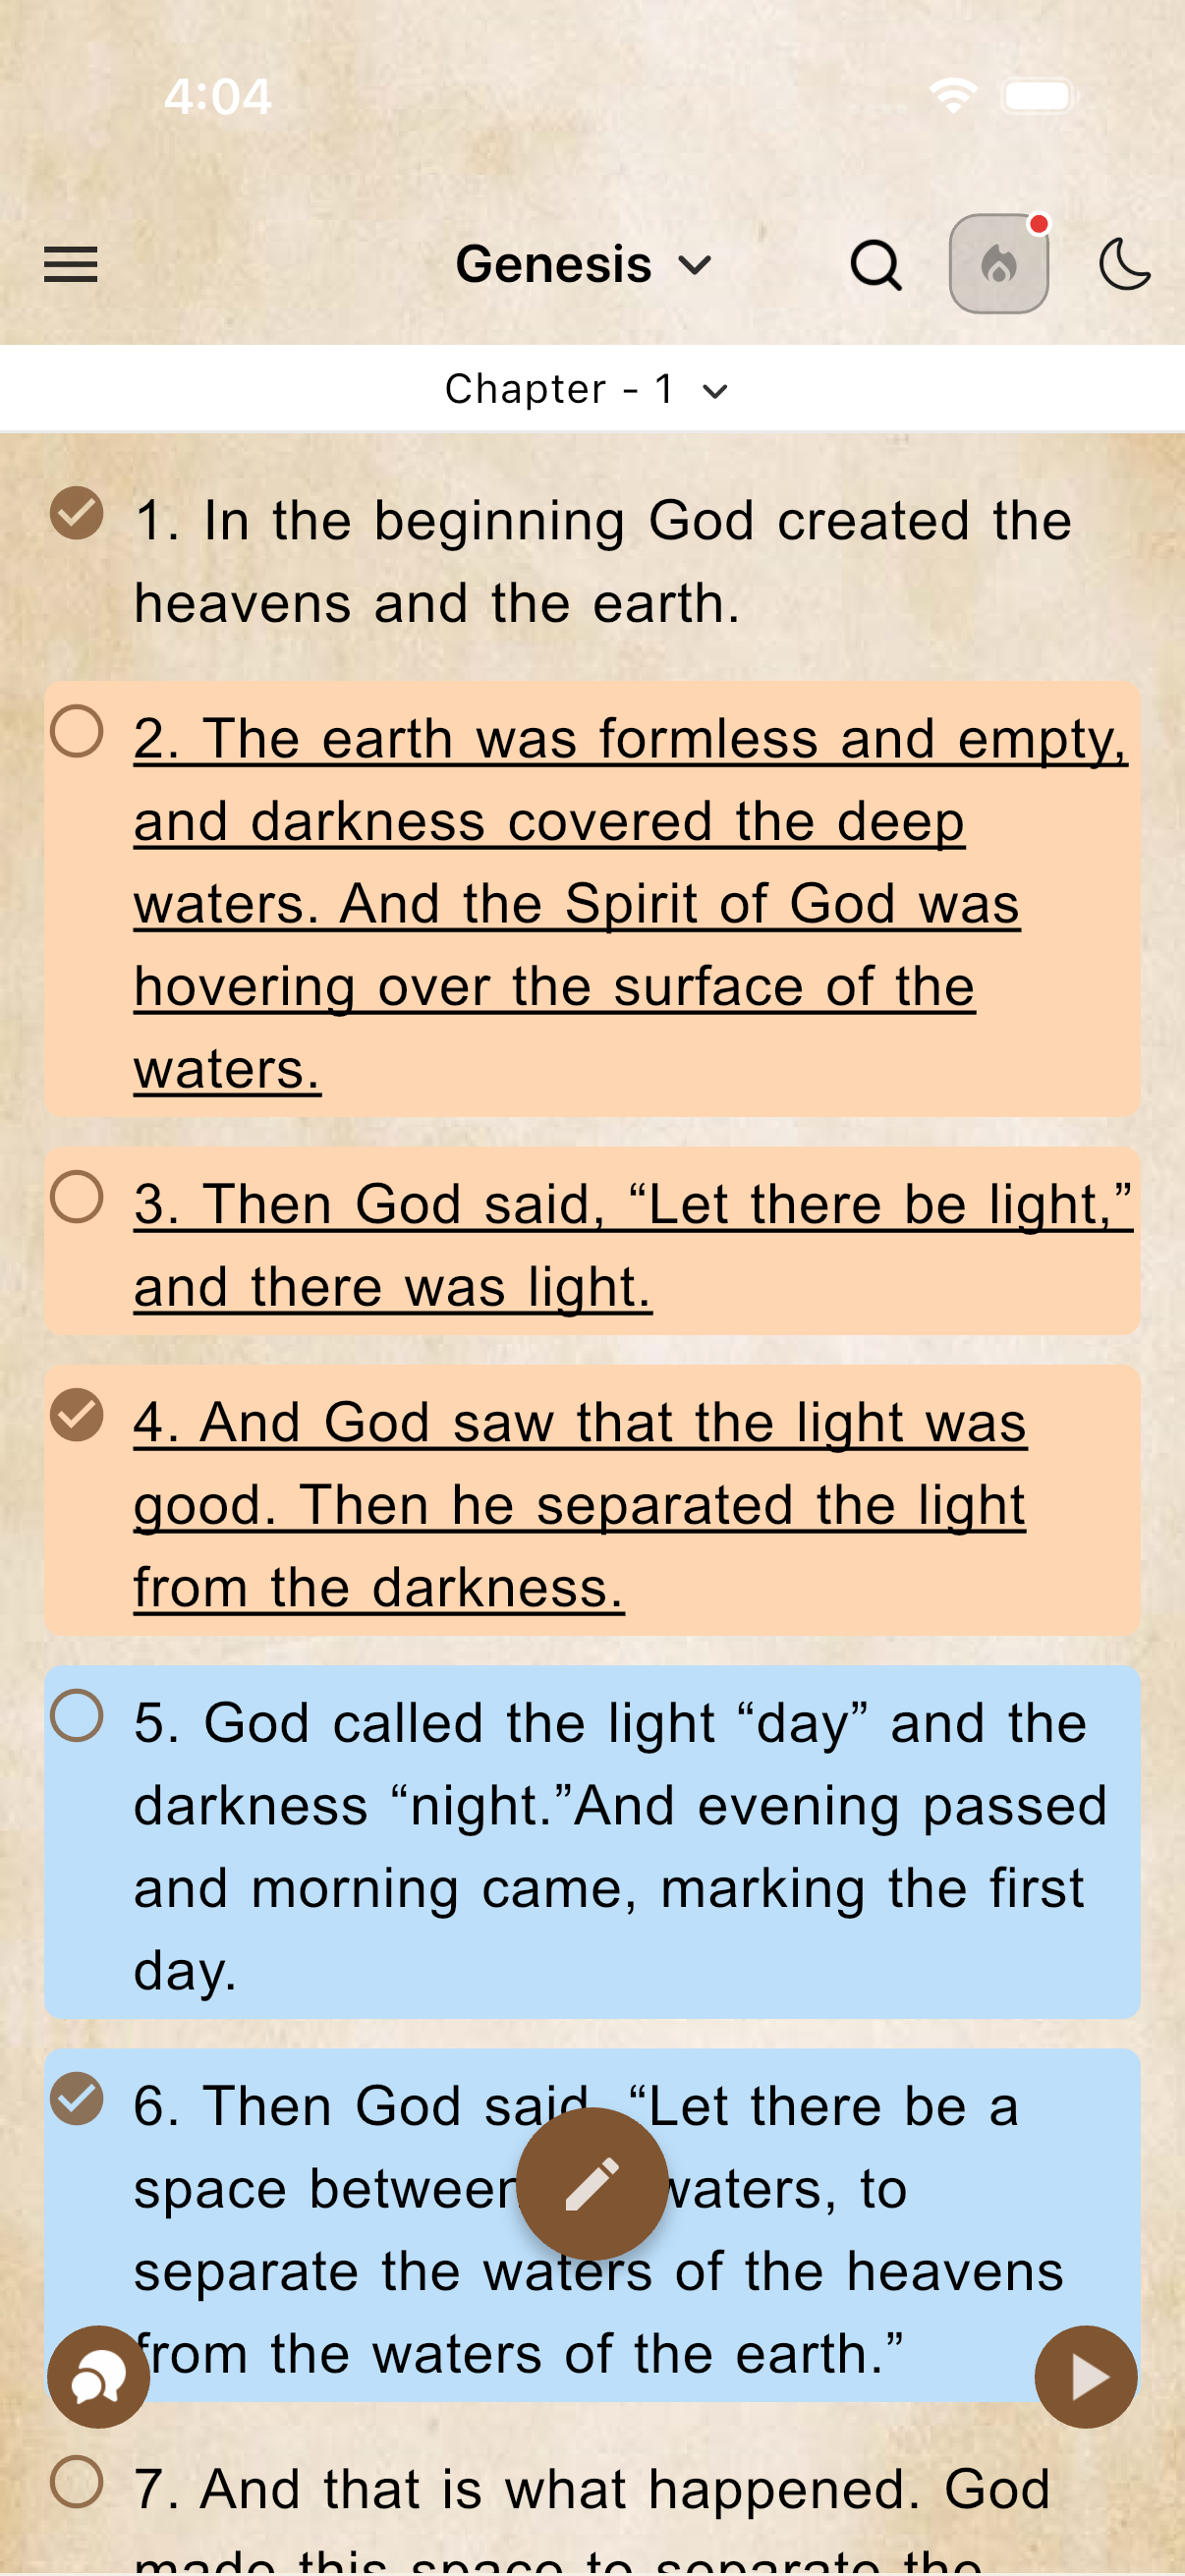 4:04
Genesis
Chapter - 1
1. In the beginning God created the
heavens and the earth.
2. The earth was formless and empty,
and darkness covered the deep
waters. And the Spirit of God was
hovering over the surface of the
waters.
3. Then God said, “Let there be light,”
and there was light.
4. And God saw that the light was
good. Then he separated the light
from the darkness.
5. God called the light “day” and the
darkness “night.”And evening passed
and morning came, marking the first
day.
6. Then God said, “Let there be a
space between waters, to
separate the waters of the heavens
from the waters of the earth.”
7. And that is what happened. God
made this space to separate the